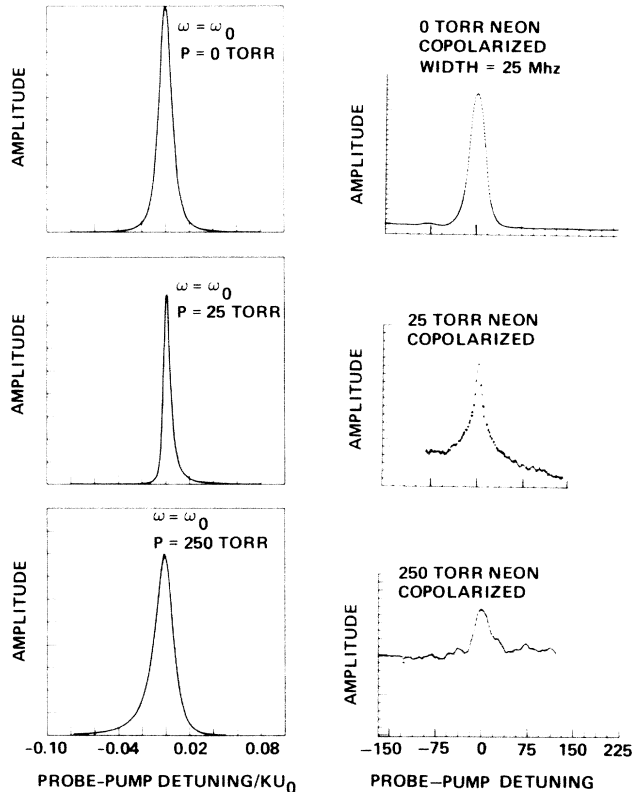 AMPLITUDE
ω = ω0
P = 0 TORR
0 TORR NEON
COPOLARIZED
WIDTH = 25 Mhz
AMPLITUDE
AMPLITUDE
ω = ω0
P = 25 TORR
25 TORR NEON
COPOLARIZED
AMPLITUDE
AMPLITUDE
ω = ω0
P = 250 TORR
250 TORR NEON
COPOLARIZED
AMPLITUDE
-0.10 -0.04 0.02 0.08
PROBE-PUMP DETUNING/KU0
-150 -75 0 75 150 225
PROBE-PUMP DETUNING